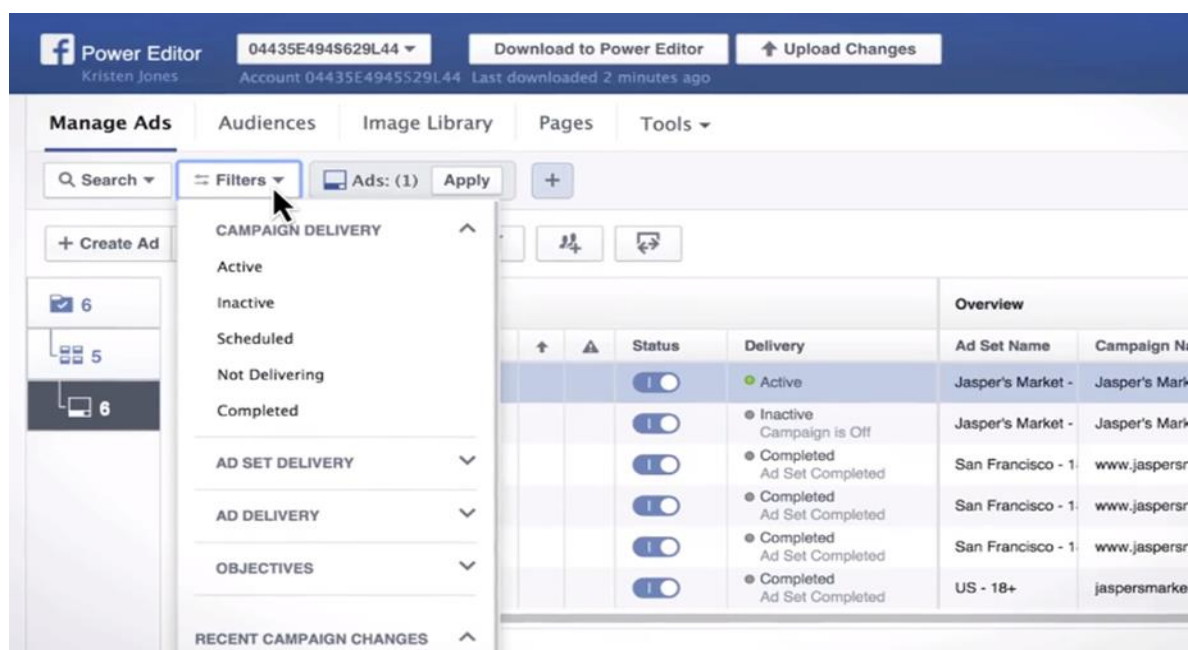 Power Editor
Kristen Jones
04435E494S629L44
Account 04435E4945S29L44 Last downloaded 2 minutes ago
Download to Power Editor
Upload Changes
Manage Ads
Audiences
Image Library
Pages
Tools
Search
Filters
Ads: (1)
Apply
+
+ Create Ad
CAMPAIGN DELIVERY
Active
Inactive
Scheduled
Not Delivering
Completed
AD SET DELIVERY
AD DELIVERY
OBJECTIVES
RECENT CAMPAIGN CHANGES
6
5
6
Overview
Status
Delivery
Ad Set Name
Campaign Na
Active
Jasper's Market -
Jasper's Mark
Inactive
Campaign is Off
Jasper's Market -
Jasper's Mark
Completed
Ad Set Completed
San Francisco - 1
www.jaspersr
Completed
Ad Set Completed
San Francisco - 1
www.jaspersr
Completed
Ad Set Completed
San Francisco - 1
www.jaspersr
Completed
Ad Set Completed
US - 18+
jaspersmarke